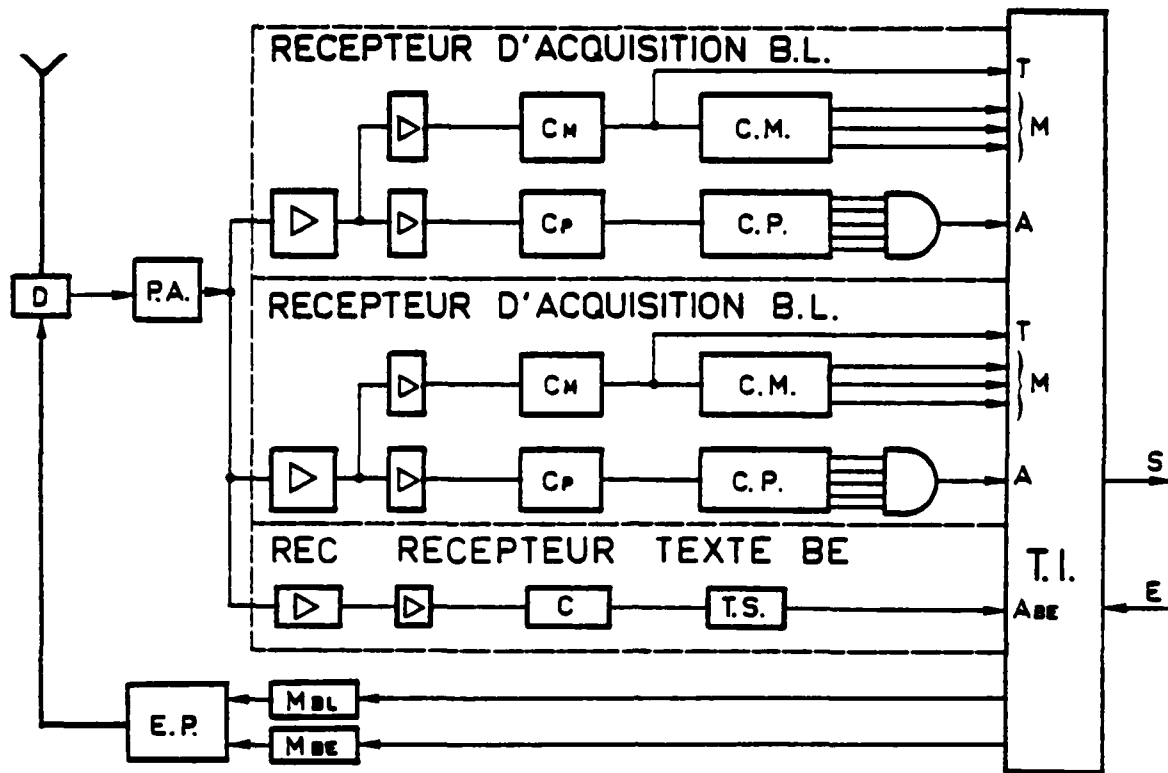 RECEPTEUR D'ACQUISITION B.L.
T
CM
C.M.
M
CP
C.P.
A
D
P.A.
RECEPTEUR D'ACQUISITION B.L.
T
CM
C.M.
M
CP
C.P.
A
S
REC RECEPTEUR TEXTE BE
T.I.
C
T.S.
ABE
E
MBL
E.P.
MBE